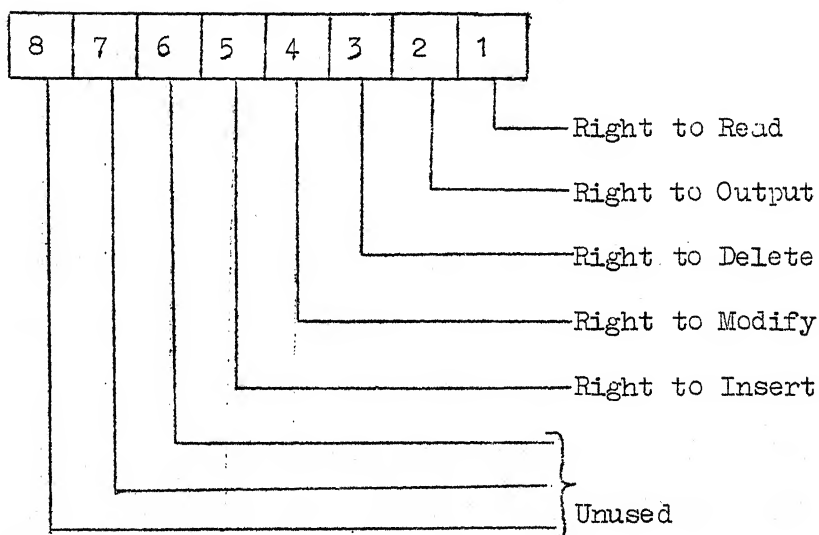 8 7 6 5 4 3 2 1
Right to Read
Right to Output
Right to Delete
Right to Modify
Right to Insert
Unused